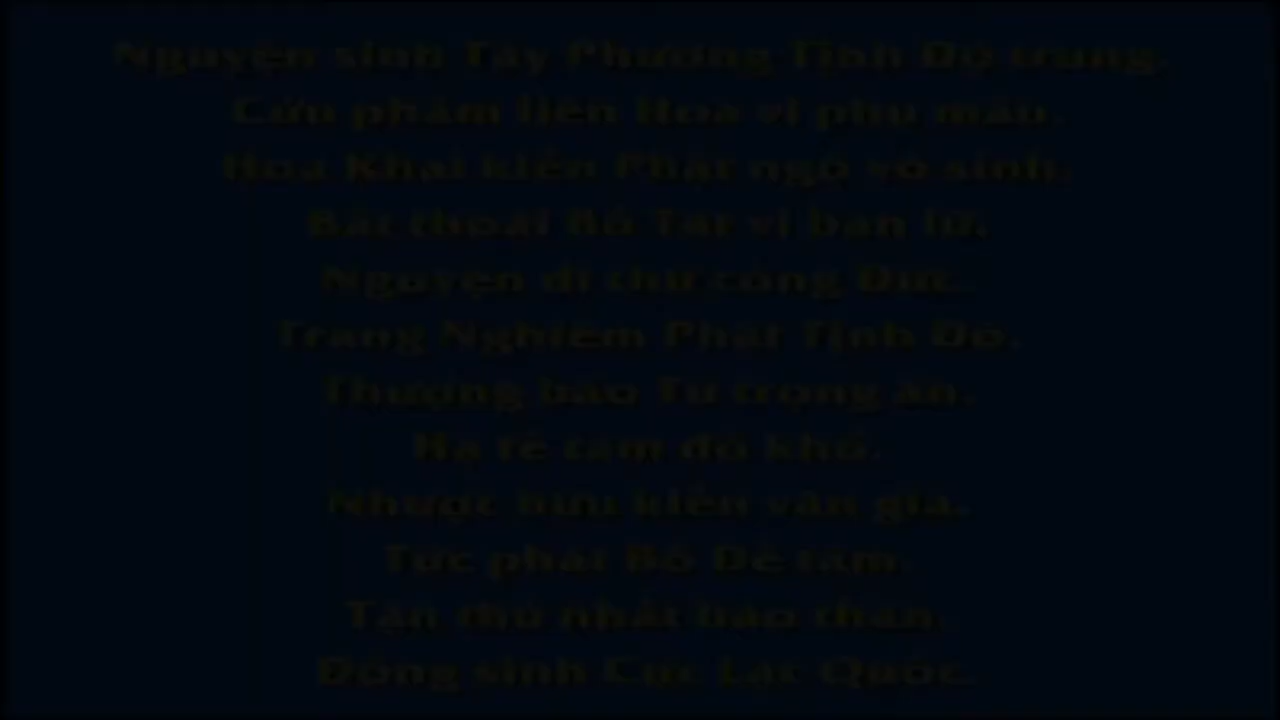 Nguyện sinh Tây Phương Tịnh Độ trung.
Cửu phẩm liên Hoa vi phụ mẫu.
Hoa Khai kiến Phật ngộ vô sinh.
Bất thoái Bồ Tát vi bạn lữ.
Nguyện dĩ thử công Đức.
Trang Nghiêm Phật Tịnh Độ.
Thượng báo Tứ trọng ân.
Hạ tế tam đồ khổ.
Nhược hữu kiến văn giả.
Tức phát Bồ Đề tâm.
Tận thử nhất báo thân.
Đồng sinh Cực Lạc Quốc.